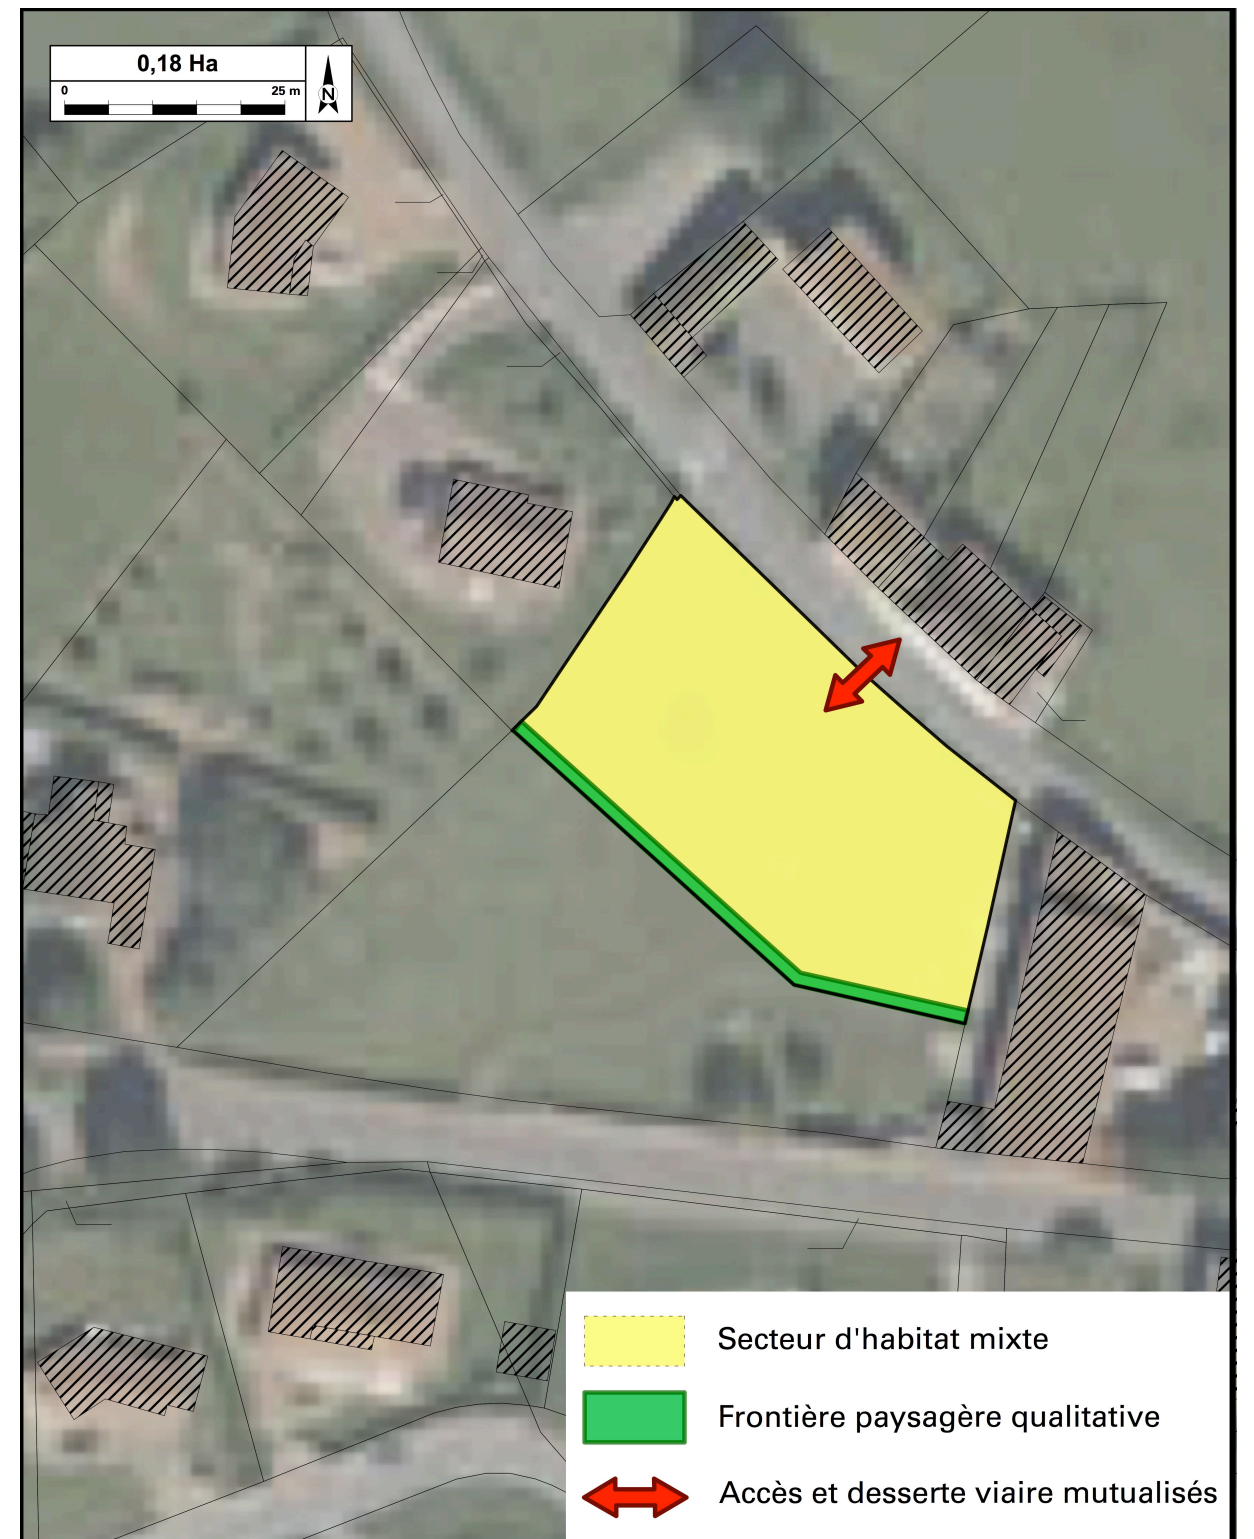 0,18 Ha
0 25 m
N
Secteur d'habitat mixte
Frontière paysagère qualitative
Accès et desserte viaire mutualisés